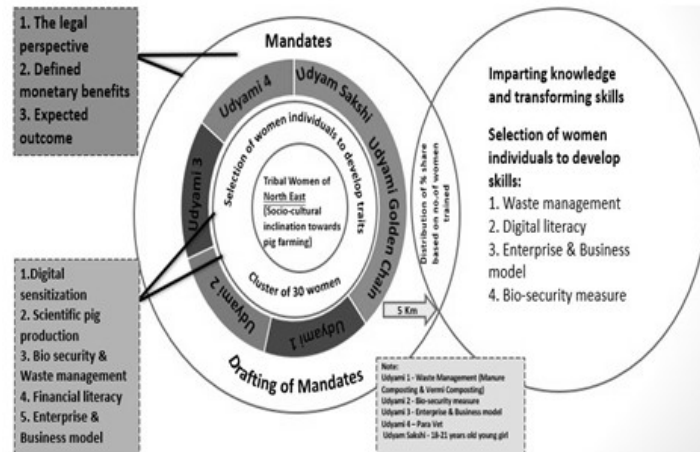 1. The legal
perspective
2. Defined
monetary benefits
3. Expected
outcome
Mandates
Udyami 4
Udyam Sakshi
Udyami Golden Chain
Udyami 3
Udyami 2
Udyami 1
Selection of women individuals to develop traits
Tribal Women of
North East
(Socio-cultural
inclination towards
pig farming)
Cluster of 30 women
Drafting of Mandates
1.Digital
sensitization
2. Scientific pig
production
3. Bio security &
Waste management
4. Financial literacy
5. Enterprise &
Business model
Distribution of % share
based on no.of women
trained
5 Km
Imparting knowledge
and transforming skills
Selection of women
individuals to develop
skills:
1. Waste management
2. Digital literacy
3. Enterprise & Business
model
4. Bio-security measure
Note:
Udyami 1 - Waste Management (Manure
Composting & Vermi Composting)
Udyami 2 - Bio-security measure
Udyami 3 - Enterprise & Business model
Udyami 4 – Para Vet
Udyam Sakshi - 18-21 years old young girl